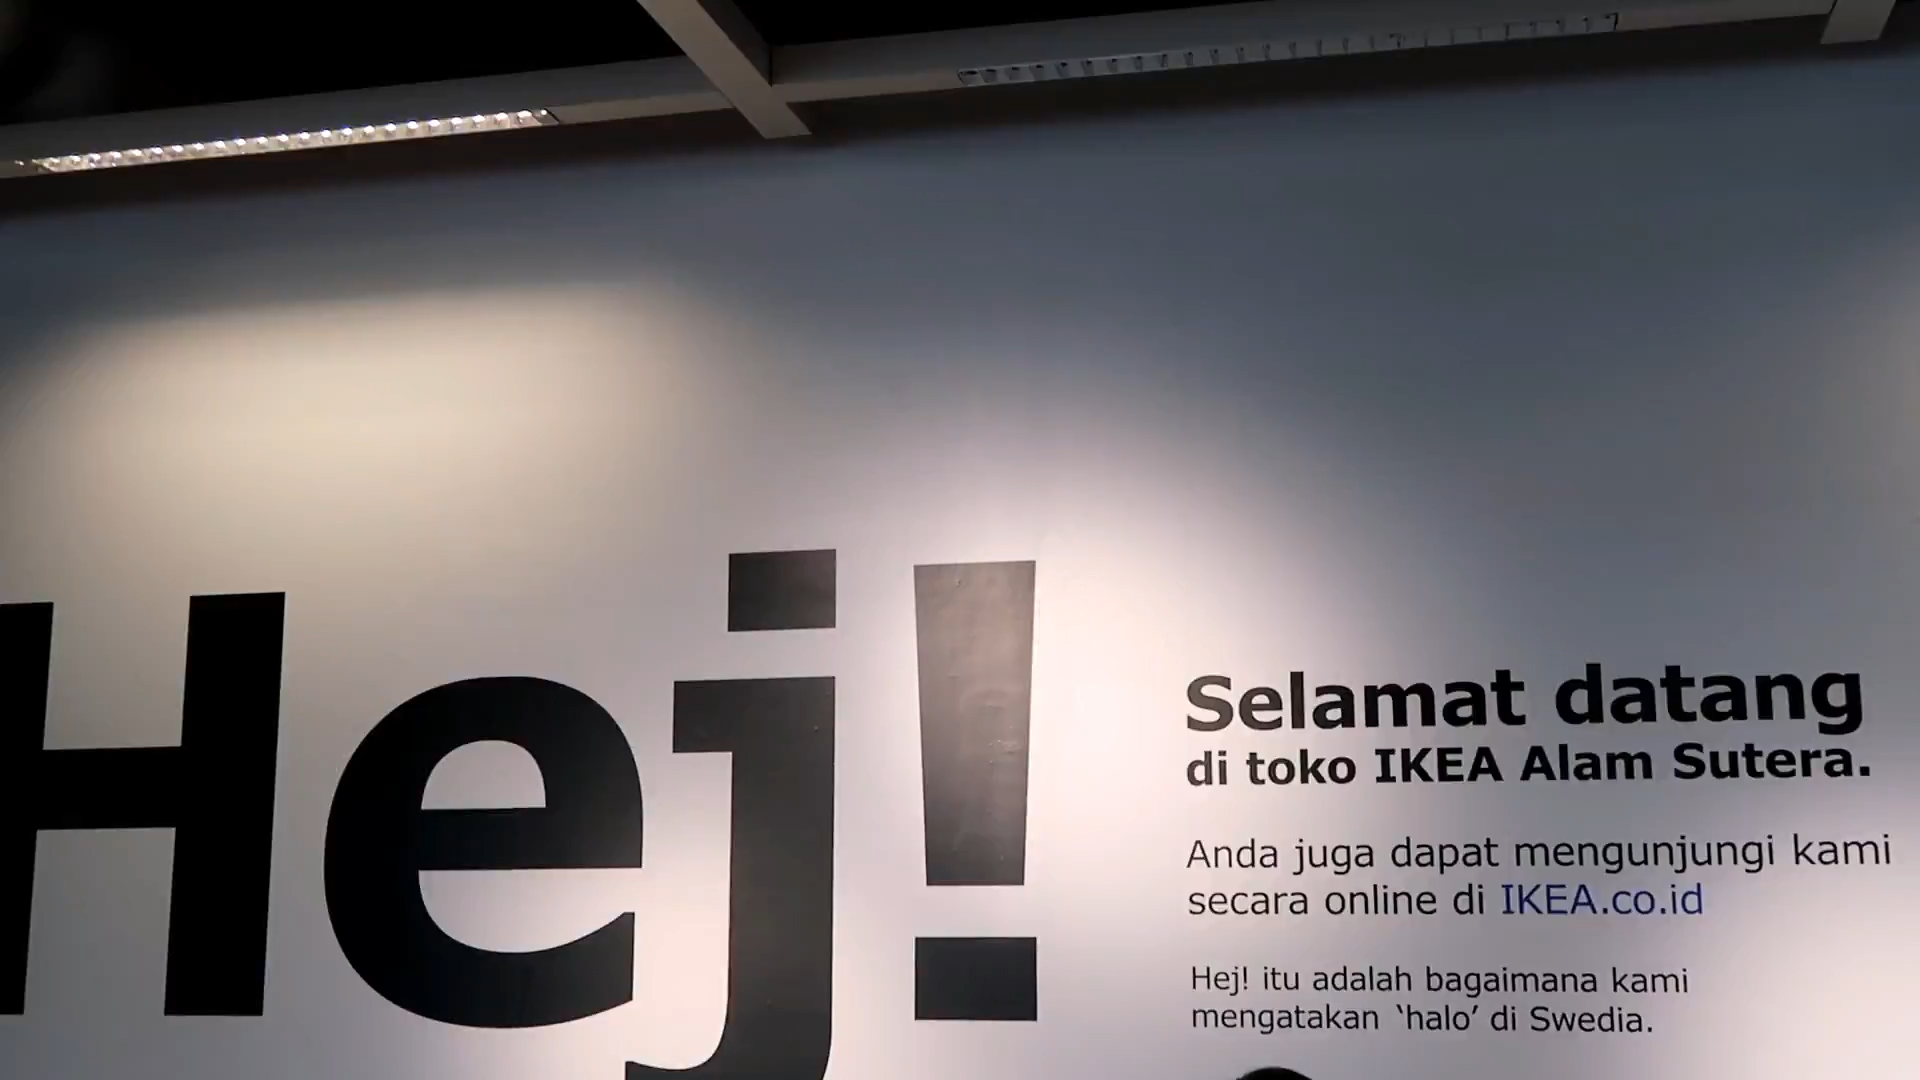 Hej!
Selamat datang
di toko IKEA Alam Sutera.
Anda juga dapat mengunjungi kami
secara online di IKEA.co.id
Hej! itu adalah bagaimana kami
mengatakan ‘halo’ di Swedia.